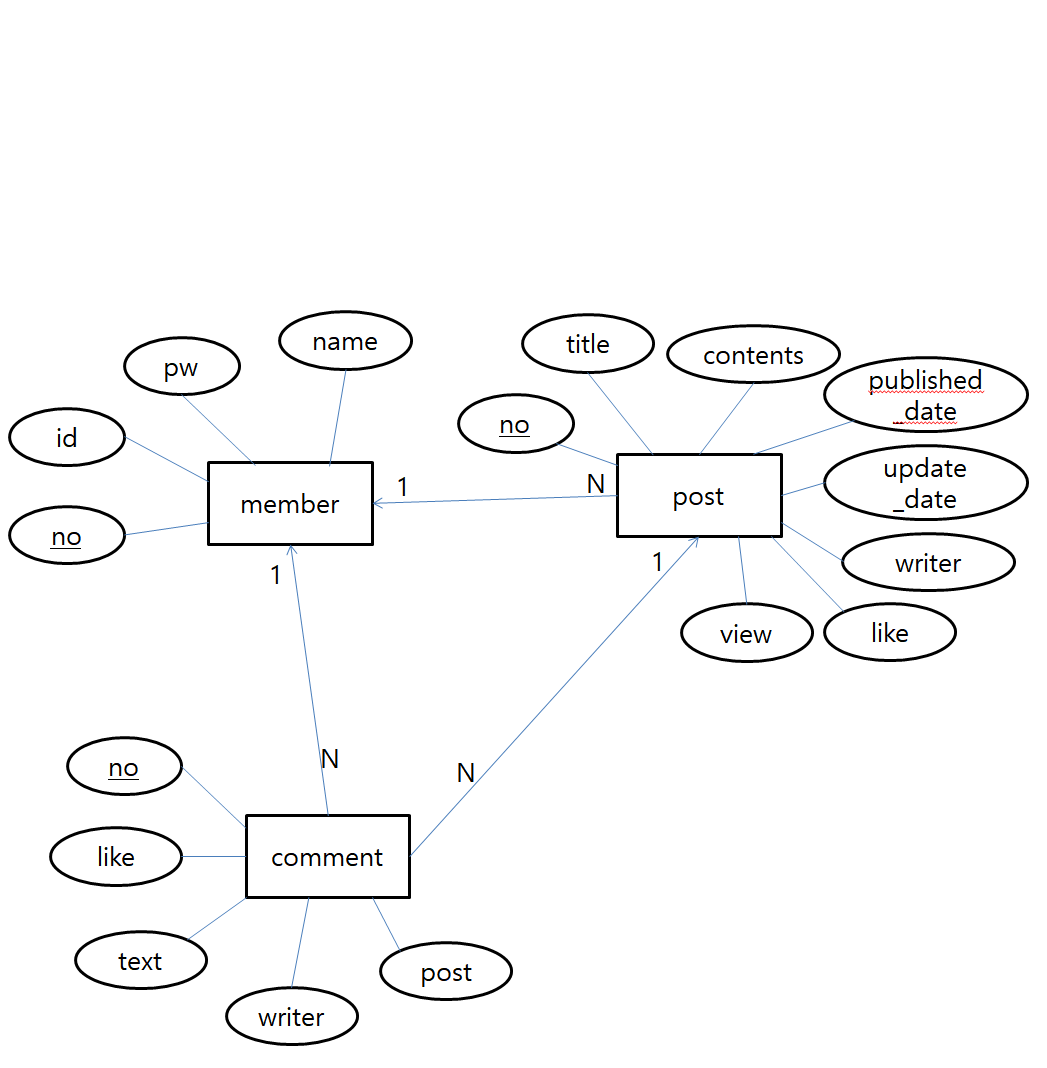 name
title
contents
pw
published
_date
no
id
update
_date
1
N
member
post
no
writer
1
1
view
like
N
no
N
like
comment
text
post
writer